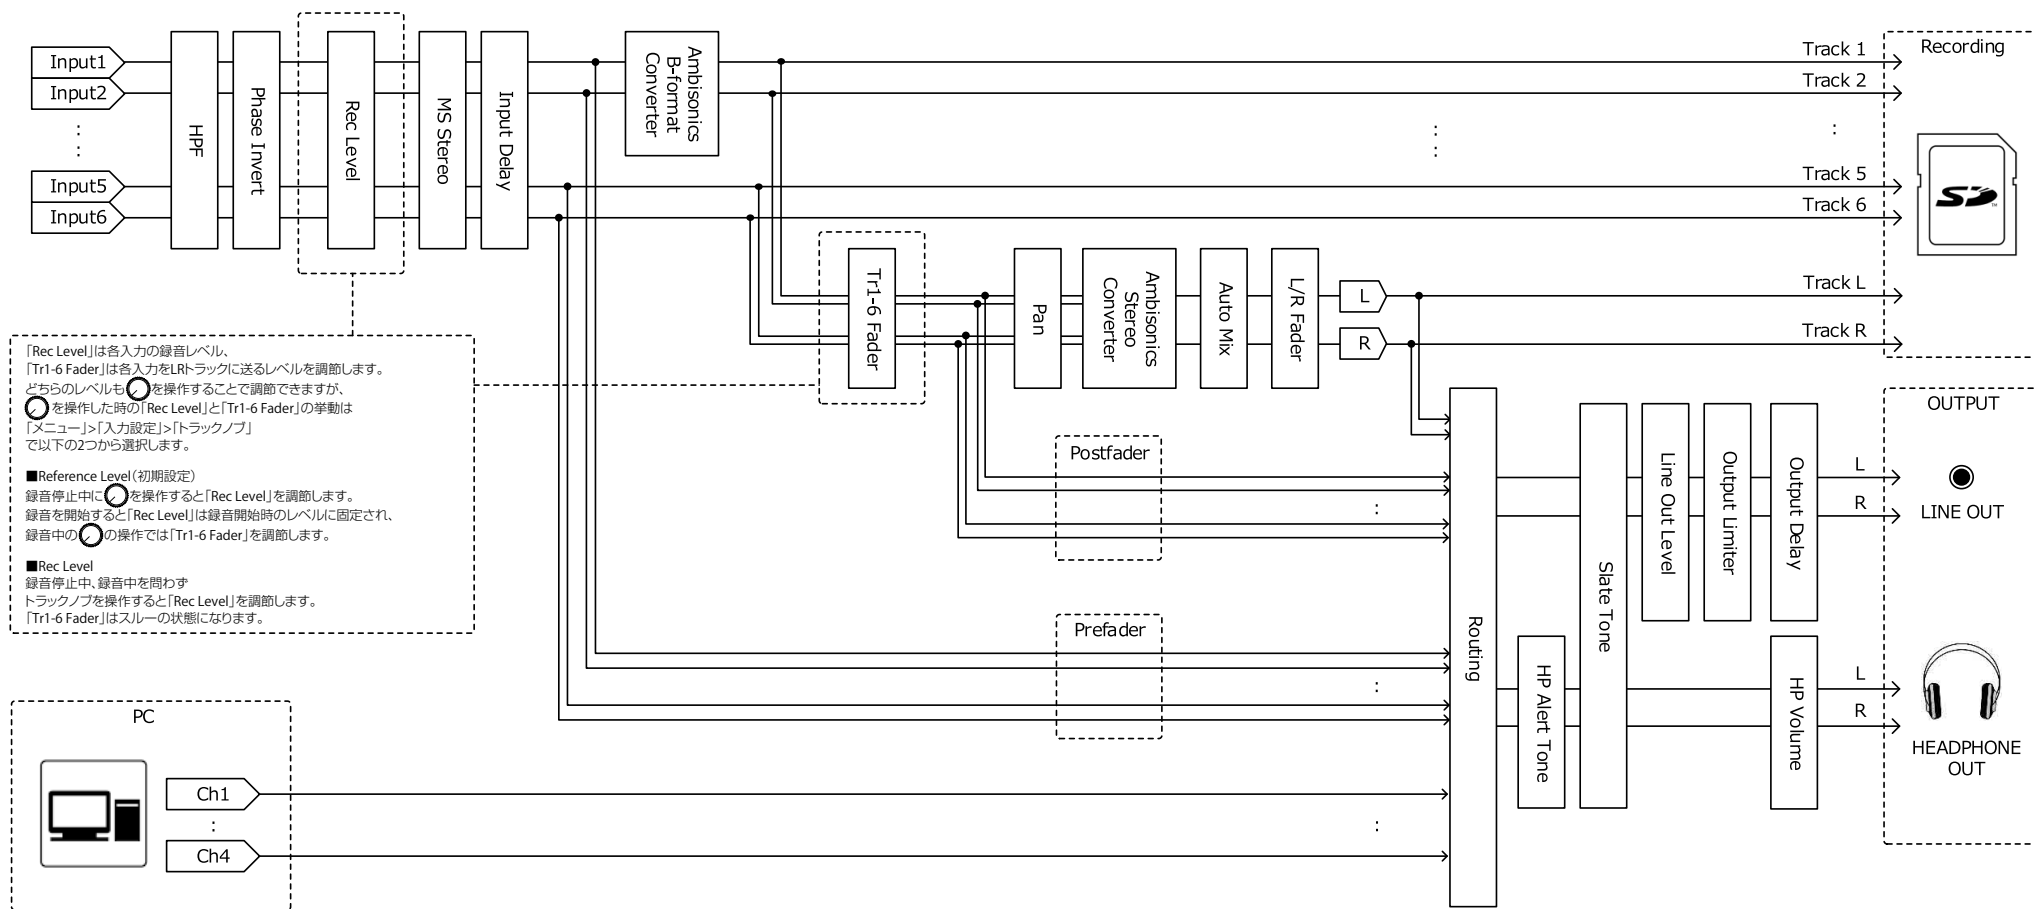 Input1
Input2
:
:
Input5
Input6
HPF
Phase Invert
Rec Level
MS Stereo
Input Delay
Ambisonics
B-format
Converter
Track 1
Track 2
:
:
:
Track 5
Track 6
Recording
SD
TM
Tr1-6 Fader
Pan
Ambisonics
Stereo
Converter
Auto Mix
L/R Fader
L
R
Track L
Track R
「Rec Level」は各入力の録音レベル、
「Tr1-6 Fader」は各入力をLRトラックに送るレベルを調節します。
どちらのレベルも を操作することで調節できますが、
を操作した時の「Rec Level」と「Tr1-6 Fader」の挙動は
「メニュー」>「入力設定」>「トラックノブ」
で以下の2つから選択します。
■Reference Level（初期設定）
録音停止中に を操作すると「Rec Level」を調節します。
録音を開始すると「Rec Level」は録音開始時のレベルに固定され、
録音中の の操作では「Tr1-6 Fader」を調節します。
■Rec Level
録音停止中、録音中を問わず
トラックノブを操作すると「Rec Level」を調節します。
「Tr1-6 Fader」はスルーの状態になります。
Postfader
:
Prefader
:
Routing
HP Alert Tone
Slate Tone
Line Out Level
Output Limiter
Output Delay
HP Volume
OUTPUT
L
R
LINE OUT
L
R
HEADPHONE
OUT
PC
Ch1
:
Ch4
: